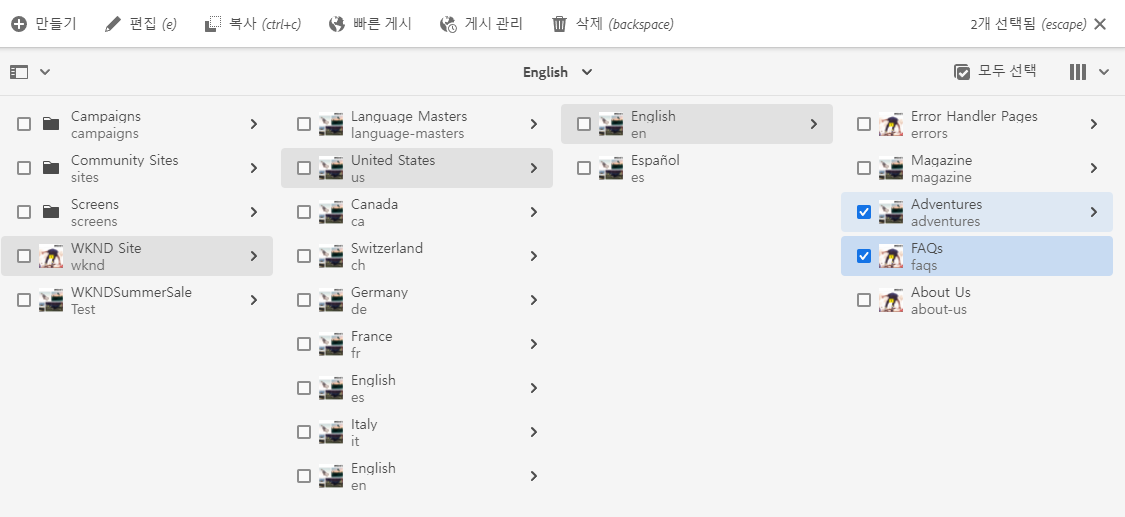 만들기 편집 (e) 복사 (ctrl+c) 빠른 게시 게시 관리 삭제 (backspace) 2개 선택됨 (escape)
English 모두 선택
Campaigns
campaigns
Community Sites
sites
Screens
screens
WKND Site
wknd
WKNDSummerSale
Test
Language Masters
language-masters
United States
us
Canada
ca
Switzerland
ch
Germany
de
France
fr
English
es
Italy
it
English
en
English
en
Español
es
Error Handler Pages
errors
Magazine
magazine
Adventures
adventures
FAQs
faqs
About Us
about-us